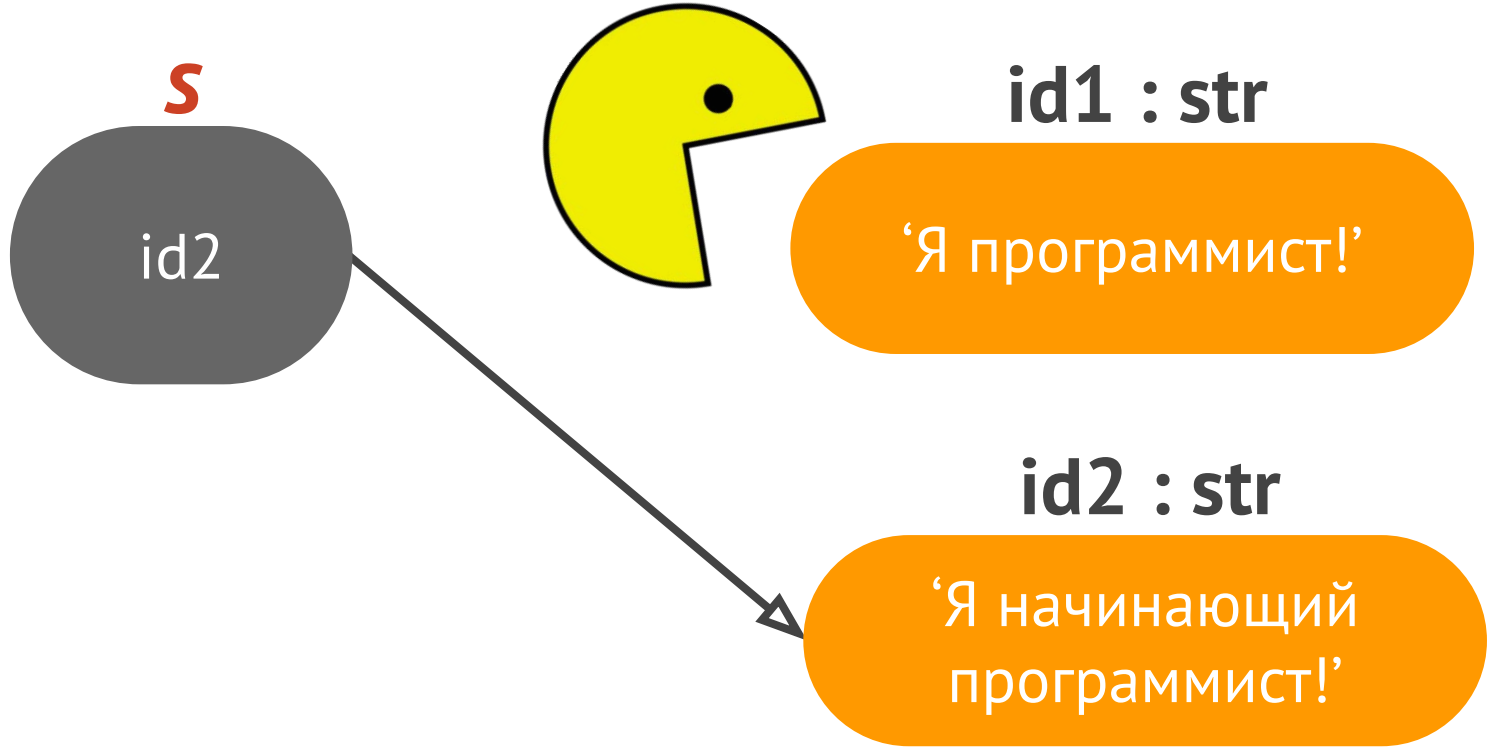 s
id2
id1 : str
‘Я программист!’
id2 : str
‘Я начинающий
программист!’